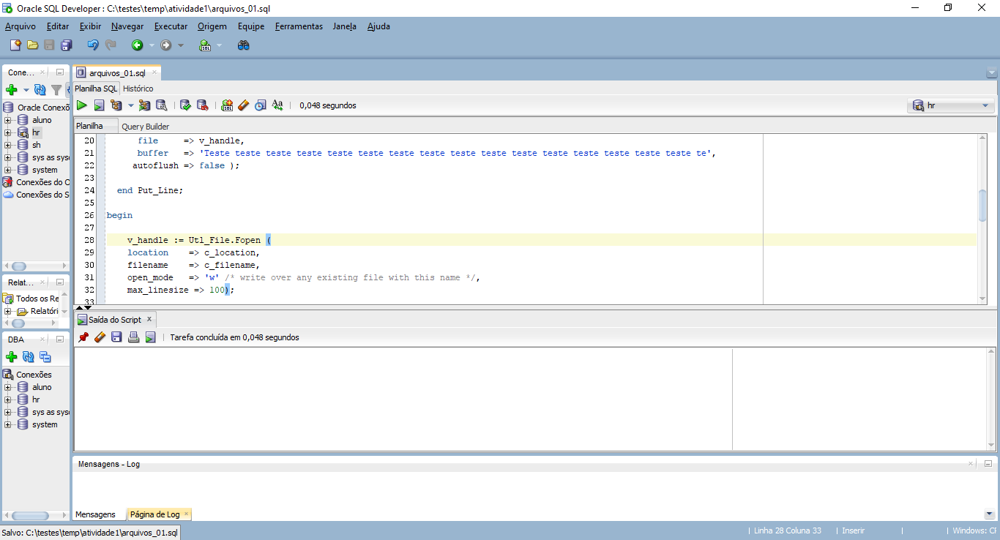 Oracle SQL Developer : C:\testes\temp\atividade1\arquivos_01.sql
Arquivo Editar Exibir Navegar Executar Origem Equipe Ferramentas Janela Ajuda
Cone...
Oracle Conexõ
aluno
hr
sh
sys as sys
system
Conexões do O
Conexões do S
Relat...
Todos os Re
Relatóri
DBA
Conexões
aluno
hr
sys as sys
system
arquivos_01.sql
Planilha SQL Histórico
0,048 segundos
hr
Planilha Query Builder
20 file => v_handle,
21 buffer => 'Teste teste teste teste teste teste teste teste teste teste teste teste teste teste teste teste te',
22 autoflush => false );
23
24 end Put_Line;
25
26 begin
27
28 v_handle := Utl_File.Fopen (
29 location => c_location,
30 filename => c_filename,
31 open_mode => 'w' /* write over any existing file with this name */,
32 max_linesize => 100);
33
Saída do Script
Tarefa concluída em 0,048 segundos
Mensagens - Log
Mensagens Página de Log
Salvo: C:\testes\temp\atividade1\arquivos_01.sql
Linha 28 Coluna 33 | Inserir | | Windows: CF